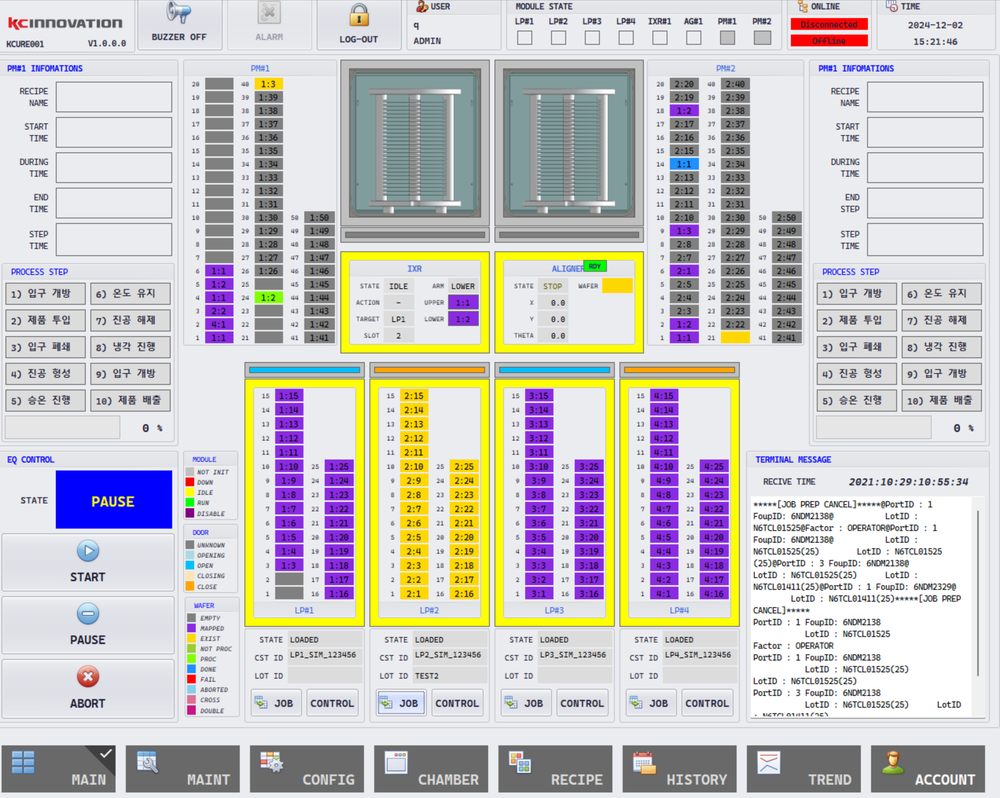 KCINNOVATION
KCURE001 V1.0.0.0
BUZZER OFF
ALARM
LOG-OUT
USER
q
ADMIN
MODULE STATE
LP#1 LP#2 LP#3 LP#4 IXR#1 AG#1 PM#1 PM#2
ONLINE
Disconnected
Offline
TIME
2024-12-02
15:21:46
PM#1 INFOMATIONS
RECIPE
NAME
START
TIME
DURING
TIME
END
TIME
STEP
TIME
PROCESS STEP
1) 입구 개방 6) 온도 유지
2) 제품 투입 7) 진공 해제
3) 입구 폐쇄 8) 냉각 진행
4) 진공 형성 9) 입구 개방
5) 승온 진행 10) 제품 배출
0 %
PM#1
20 40 1:3
19 39 1:39
18 38 1:38
17 37 1:37
16 36 1:36
15 35 1:35
14 34 1:34
13 33 1:33
12 32 1:32
11 31 1:31
10 30 1:30 50 1:50
9 29 1:29 49 1:49
8 28 1:28 48 1:48
7 27 1:27 47 1:47
6 1:1 26 1:26 46 1:46
5 1:2 25 45 1:45
4 1:1 24 1:2 44 1:44
3 2:2 23 43 1:43
2 4:1 22 42 1:42
1 1:1 21 41 1:41
IXR
STATE IDLE ARM LOWER
ACTION - UPPER 1:1
TARGET LP1 LOWER 1:2
SLOT 2
ALIGNER RDY
STATE STOP WAFER
X 0.0
Y 0.0
THETA 0.0
PM#2
20 2:20 40 2:40
19 2:19 39 2:39
18 1:2 38 2:38
17 2:17 37 2:37
16 2:16 36 2:36
15 2:15 35 2:35
14 1:1 34 2:34
13 2:13 33 2:33
12 2:12 32 2:32
11 2:11 31 2:31
10 2:10 30 2:30 50 2:50
9 1:3 29 2:29 49 2:49
8 2:8 28 2:28 48 2:48
7 2:7 27 2:27 47 2:47
6 2:1 26 2:26 46 2:46
5 2:5 25 2:25 45 2:45
4 2:4 24 2:24 44 2:44
3 2:3 23 2:23 43 2:43
2 1:2 22 2:22 42 2:42
1 1:1 21 41 2:41
PM#1 INFOMATIONS
RECIPE
NAME
START
TIME
DURING
TIME
END
STEP
STEP
TIME
PROCESS STEP
1) 입구 개방 6) 온도 유지
2) 제품 투입 7) 진공 해제
3) 입구 폐쇄 8) 냉각 진행
4) 진공 형성 9) 입구 개방
5) 승온 진행 10) 제품 배출
0 %
EQ CONTROL
STATE PAUSE
START
PAUSE
ABORT
MODULE
NOT INIT
DOWN
IDLE
RUN
DISABLE
DOOR
UNKNOWN
OPENING
OPEN
CLOSING
CLOSE
WAFER
EMPTY
MAPPED
EXIST
NOT PROC
PROC
DONE
FAIL
ABORTED
CROSS
DOUBLE
15 1:15
14 1:14
13 1:13
12 1:12
11 1:11
10 1:10 25 1:25
9 1:9 24 1:24
8 1:8 23 1:23
7 1:7 22 1:22
6 1:6 21 1:21
5 1:5 20 1:20
4 1:4 19 1:19
3 1:3 18 1:18
2 17 1:17
1 16 1:16
LP#1
STATE LOADED
CST ID LP1_SIM_123456
LOT ID
JOB CONTROL
15 2:15
14 2:14
13 2:13
12 2:12
11 2:11
10 2:10 25 2:25
9 2:9 24 2:24
8 2:8 23 2:23
7 2:7 22 2:22
6 2:6 21 2:21
5 2:5 20 2:20
4 2:4 19 2:19
3 2:3 18 2:18
2 2:2 17 2:17
1 2:1 16 2:16
LP#2
STATE LOADED
CST ID LP2_SIM_123456
LOT ID TEST2
JOB CONTROL
15 3:15
14 3:14
13 3:13
12 3:12
11 3:11
10 3:10 25 3:25
9 3:9 24 3:24
8 3:8 23 3:23
7 3:7 22 3:22
6 3:6 21 3:21
5 3:5 20 3:20
4 3:4 19 3:19
3 3:3 18 3:18
2 3:2 17 3:17
1 3:1 16 3:16
LP#3
STATE LOADED
CST ID LP3_SIM_123456
LOT ID
JOB CONTROL
15 4:15
14 4:14
13 4:13
12 4:12
11 4:11
10 4:10 25 4:25
9 4:9 24 4:24
8 4:8 23 4:23
7 4:7 22 4:22
6 4:6 21 4:21
5 4:5 20 4:20
4 4:4 19 4:19
3 4:3 18 4:18
2 4:2 17 4:17
1 4:1 16 4:16
LP#4
STATE LOADED
CST ID LP4_SIM_123456
LOT ID
JOB CONTROL
TERMINAL MESSAGE
RECIVE TIME 2021:10:29:10:55:34
*****[JOB PREP CANCEL]*****@PortID : 1
FoupID: 6NDM2138@ LotID :
N6TCL01525@Factor : OPERATOR@PortID : 1
FoupID: 6NDM2138@ LotID :
N6TCL01525(25) LotID : N6TCL01525
(25)@PortID : 3 FoupID: 6NDM2138@
LotID : N6TCL01525(25) LotID :
N6TCL01411(25)@PortID : 1 FoupID: 6NDM2329@
LotID : N6TCL01411(25)*****[JOB PREP
CANCEL]*****
PortID : 1 FoupID: 6NDM2138
LotID : N6TCL01525
Factor : OPERATOR
PortID : 1 FoupID: 6NDM2138
LotID : N6TCL01525(25)
LotID : N6TCL01525(25)
PortID : 3 FoupID: 6NDM2138
LotID : N6TCL01525(25) LotID
: N6TCL01411(25)
MAIN
MAINT
CONFIG
CHAMBER
RECIPE
HISTORY
TREND
ACCOUNT